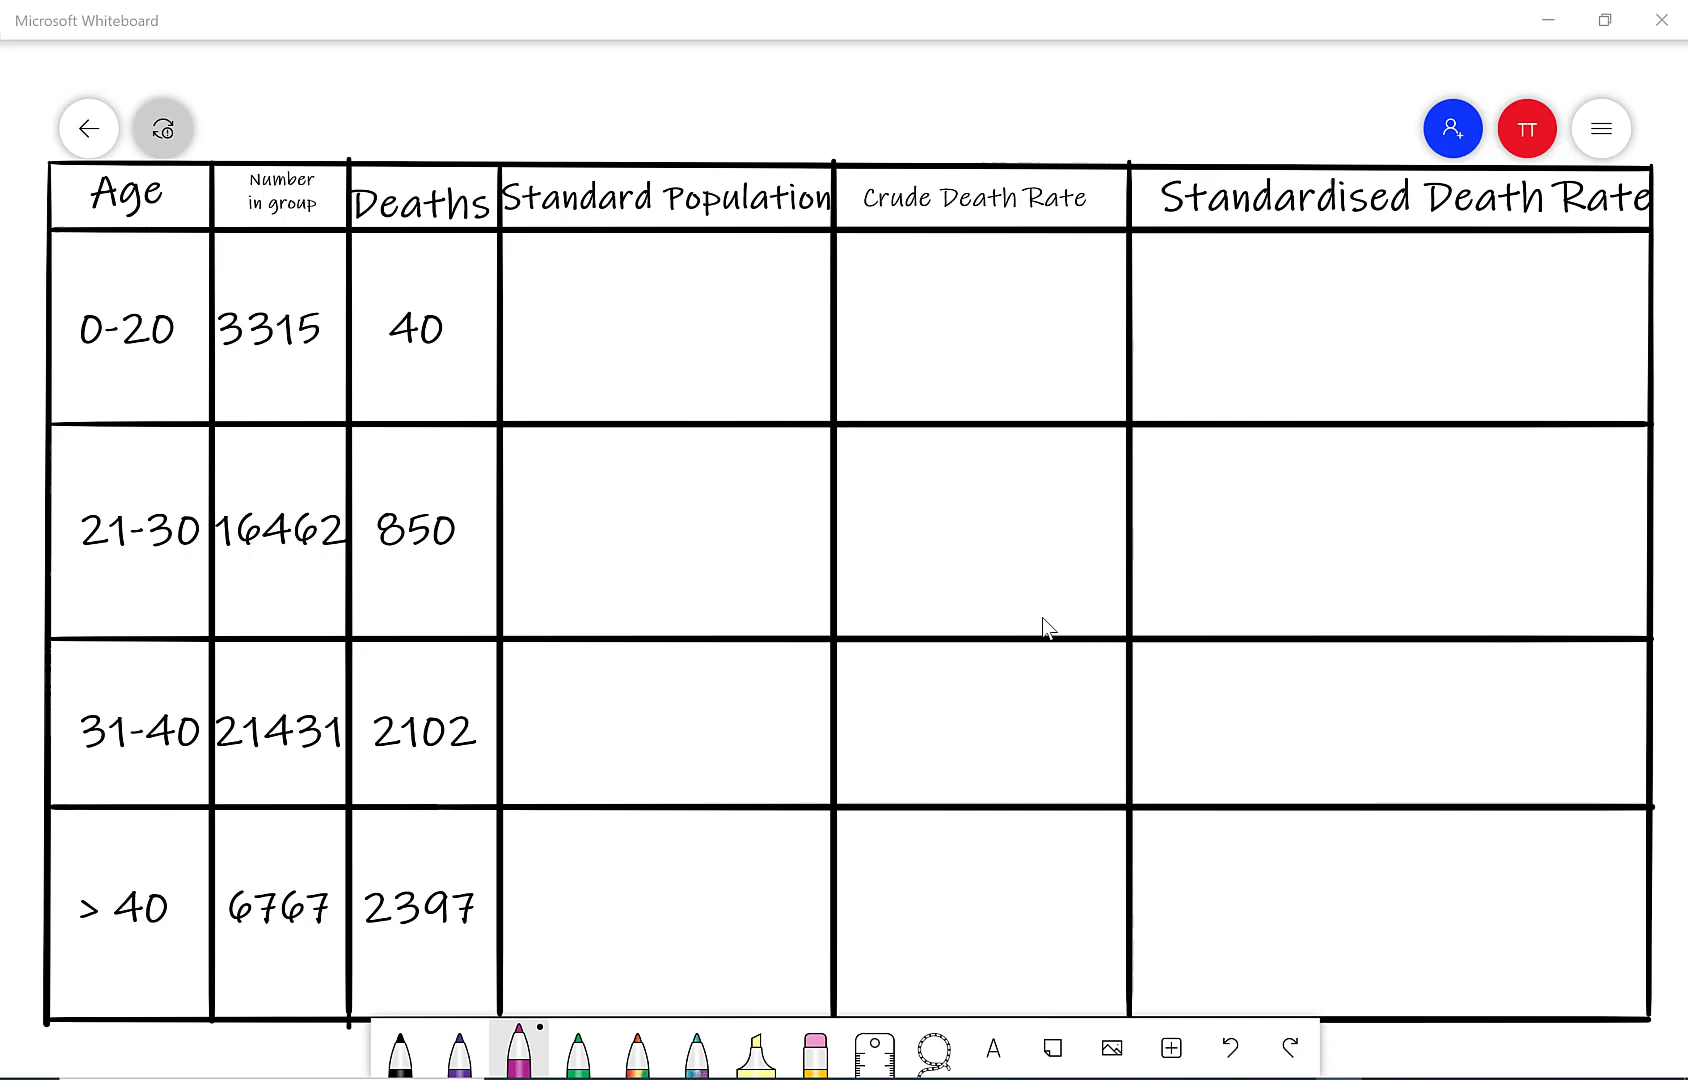 Microsoft Whiteboard
TT
Age Number in group Deaths Standard Population Crude Death Rate Standardised Death Rate
0-20 3315 40
21-30 16462 850
31-40 21431 2102
> 40 6767 2397
A